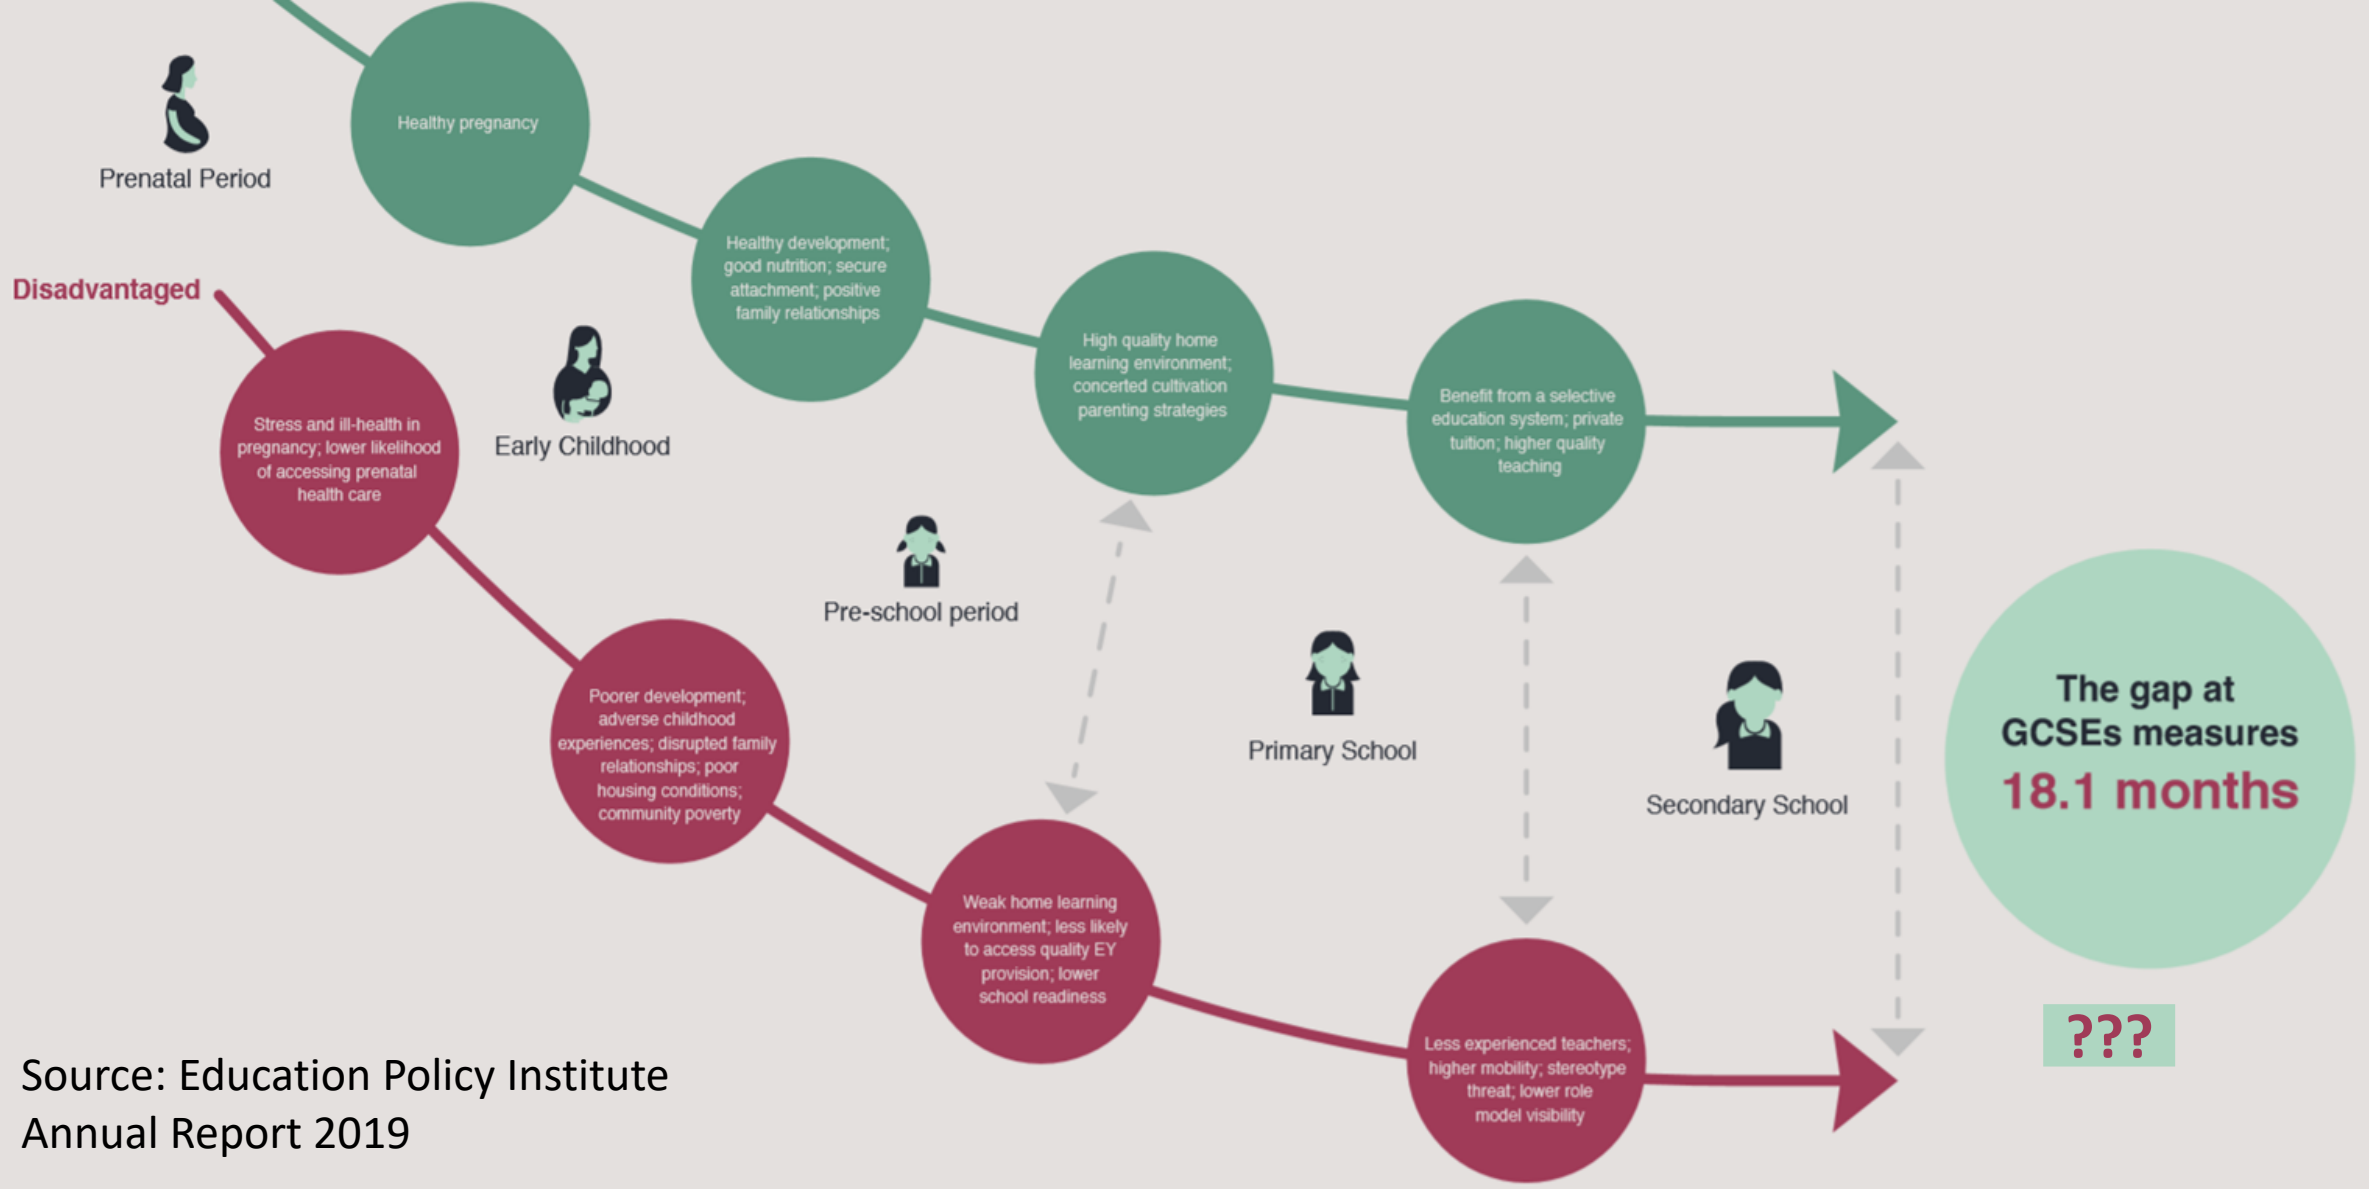 Prenatal Period
Healthy pregnancy
Disadvantaged
Stress and ill-health in
pregnancy; lower likelihood
of accessing prenatal
health care
Early Childhood
Healthy development;
good nutrition; secure
attachment; positive
family relationships
Poorer development;
adverse childhood
experiences; disrupted family
relationships; poor
housing conditions;
community poverty
Pre-school period
High quality home
learning environment;
concerted cultivation
parenting strategies
Weak home learning
environment; less likely
to access quality EY
provision; lower
school readiness
Primary School
Benefit from a selective
education system; private
tuition; higher quality
teaching
Less experienced teachers;
higher mobility; stereotype
threat; lower role
model visibility
Secondary School
The gap at
GCSEs measures
18.1 months
???
Source: Education Policy Institute
Annual Report 2019